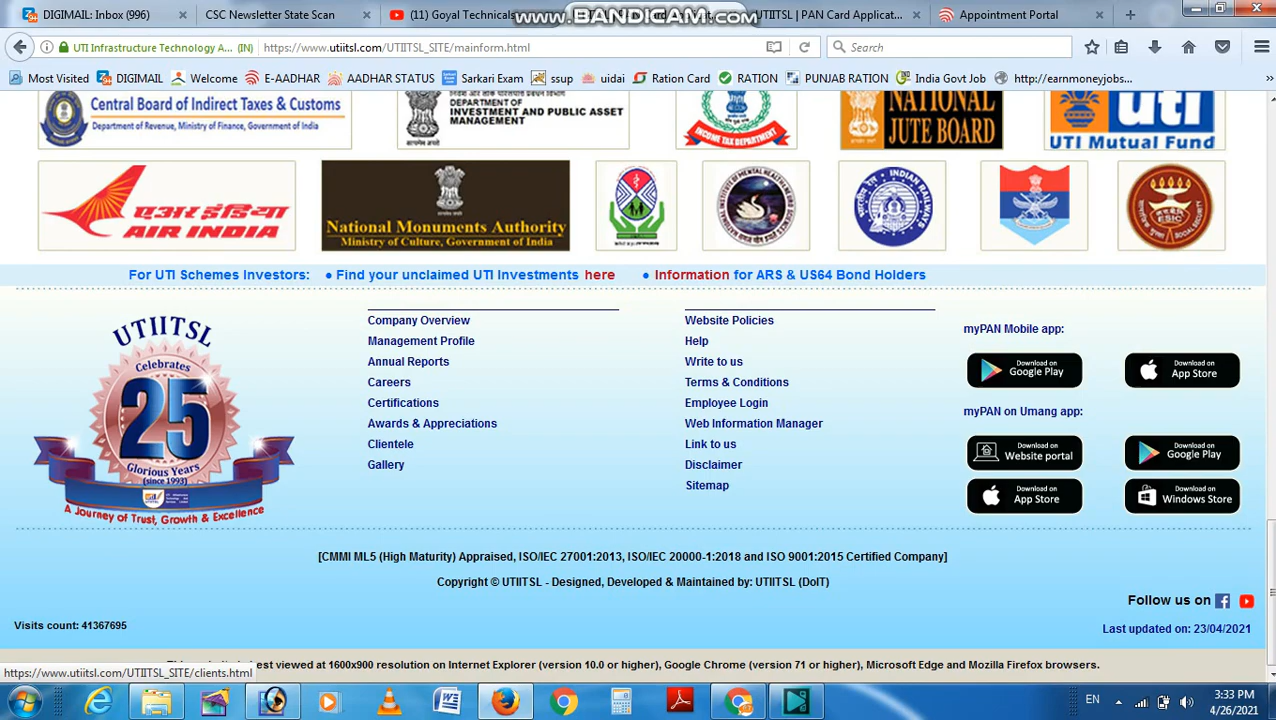 DIGIMAIL: Inbox (996)
CSC Newsletter State Scan
(11) Goyal Technicals
www.BANDICAM.com
UTIITSL | PAN Card Applicat...
Appointment Portal
UTI Infrastructure Technology A... (IN)
https://www.utiitsl.com/UTIITSL_SITE/mainform.html
Search
Most Visited
DIGIMAIL
Welcome
E-AADHAR
AADHAR STATUS
Sarkari Exam
ssup
uidai
Ration Card
RATION
PUNJAB RATION
India Govt Job
http://earnmoneyjobs...
Central Board of Indirect Taxes & Customs
Department of Revenue, Ministry of Finance, Government of India
DEPARTMENT OF
INVESTMENT AND PUBLIC ASSET
MANAGEMENT
सत्यमेव जयते
INCOME TAX DEPARTMENT
NATIONAL
JUTE BOARD
uti
UTI Mutual Fund
एअर इंडिया
AIR INDIA
National Monuments Authority
Ministry of Culture, Government of India
INDIAN RAILWAYS
ESIC
For UTI Schemes Investors: ● Find your unclaimed UTI Investments here ● Information for ARS & US64 Bond Holders
UTIITSL
Celebrates
25
Glorious Years
(since 1993)
A Journey of Trust, Growth & Excellence
Company Overview
Management Profile
Annual Reports
Careers
Certifications
Awards & Appreciations
Clientele
Gallery
Website Policies
Help
Write to us
Terms & Conditions
Employee Login
Web Information Manager
Link to us
Disclaimer
Sitemap
myPAN Mobile app:
Download on
Google Play
Download on
App Store
myPAN on Umang app:
Download on
Website portal
Download on
Google Play
Download on
App Store
Download on
Windows Store
[CMMI ML5 (High Maturity) Appraised, ISO/IEC 27001:2013, ISO/IEC 20000-1:2018 and ISO 9001:2015 Certified Company]
Copyright © UTIITSL - Designed, Developed & Maintained by: UTIITSL (DoIT)
Follow us on
Visits count: 41367695
Last updated on: 23/04/2021
https://www.utiitsl.com/UTIITSL_SITE/clients.html
viewed at 1600x900 resolution on Internet Explorer (version 10.0 or higher), Google Chrome (version 71 or higher), Microsoft Edge and Mozilla Firefox browsers.
EN
3:33 PM
4/26/2021